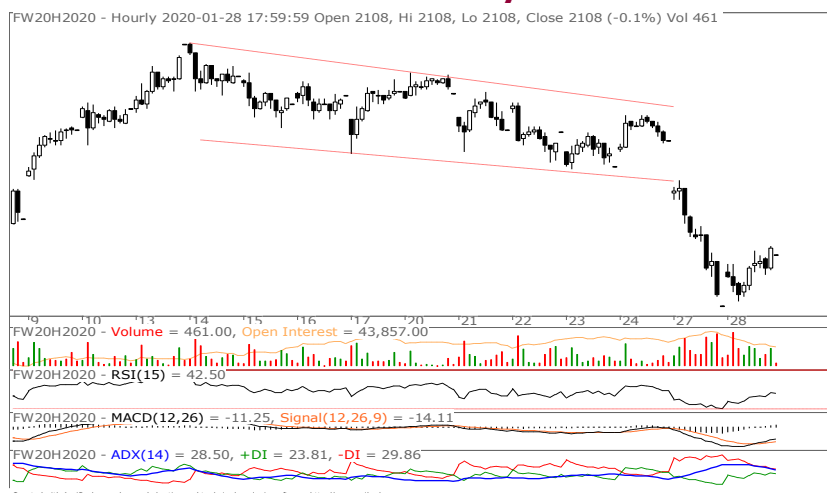 FW20H2020 - Hourly 2020-01-28 17:59:59 Open 2108, Hi 2108, Lo 2108, Close 2108 (-0.1%) Vol 461
9 10 13 14 15 16 17 20 21 22 23 24 27 28
FW20H2020 - Volume = 461.00, Open Interest = 43,857.00
FW20H2020 - RSI(15) = 42.50
FW20H2020 - MACD(12,26) = -11.25, Signal(12,26,9) = -14.11
FW20H2020 - ADX(14) = 28.50, +DI = 23.81, -DI = 29.86